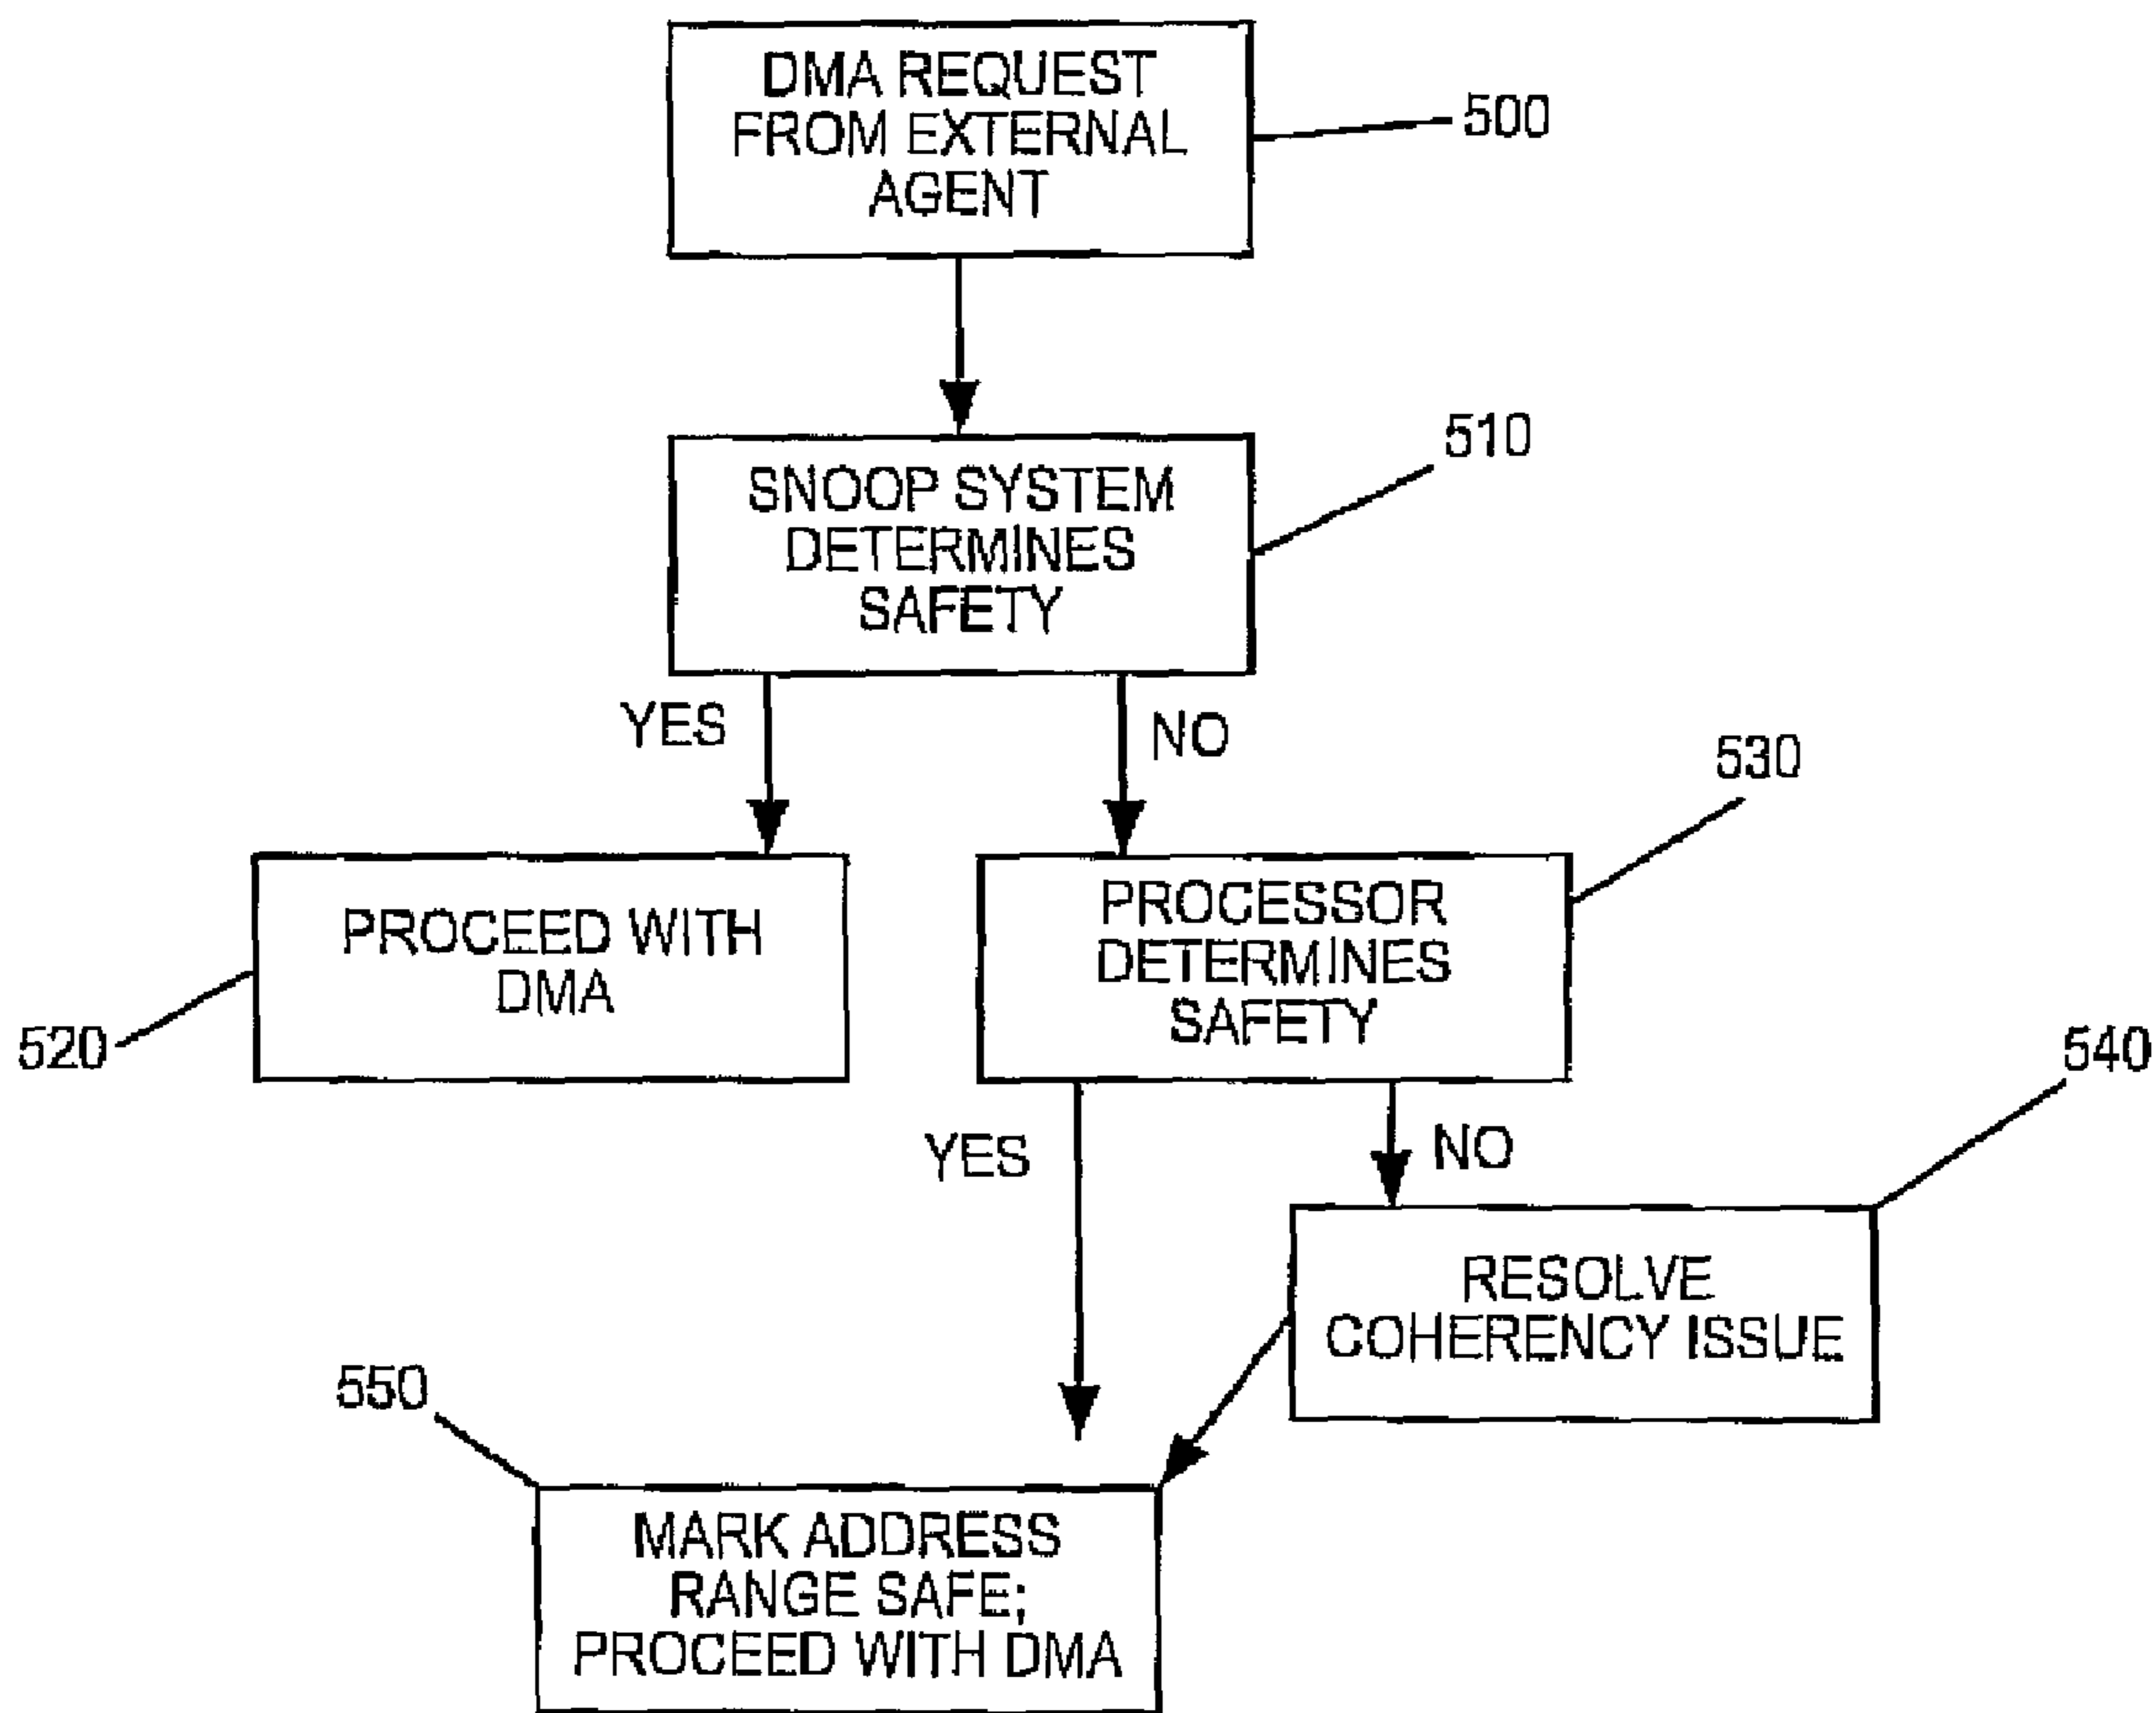 DMA REQUEST
FROM EXTERNAL
AGENT
500
SNOOP SYSTEM
DETERMINES
SAFETY
510
YES
NO
530
PROCEED WITH
DMA
520
PROCESSOR
DETERMINES
SAFETY
540
YES
NO
RESOLVE
COHERENCY ISSUE
550
MARK ADDRESS
RANGE SAFE;
PROCEED WITH DMA